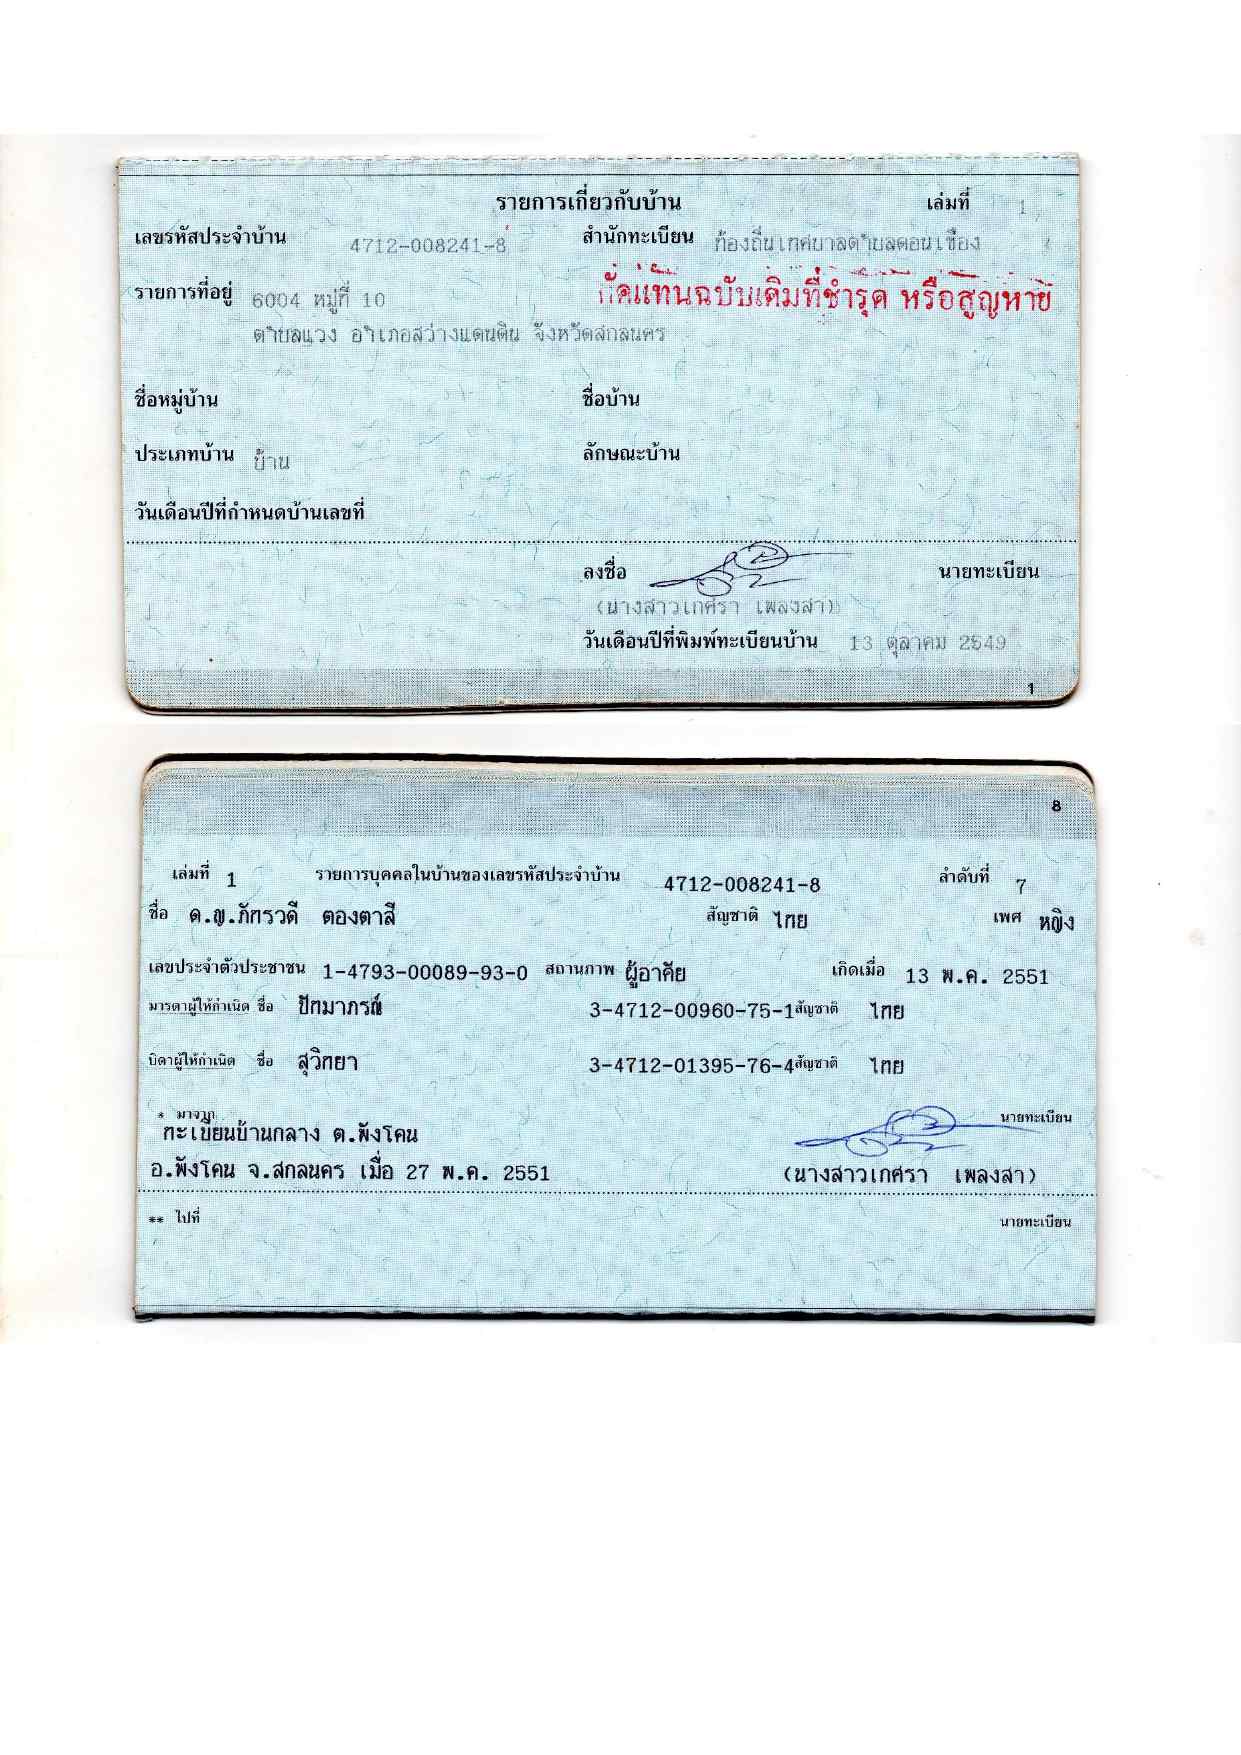 รายการเกี่ยวกับบ้าน เล่มที่ 1
เลขรหัสประจำบ้าน 4712-008241-8 สำนักทะเบียน ท้องถิ่นเทศบาลตำบลดอนเขือง
รายการที่อยู่ 6004 หมู่ที่ 10 คัดแทนฉบับเดิมที่ชำรุด หรือสูญหาย
ตำบลแวง อำเภอสว่างแดนดิน จังหวัดสกลนคร
ชื่อหมู่บ้าน ชื่อบ้าน
ประเภทบ้าน บ้าน ลักษณะบ้าน
วันเดือนปีที่กำหนดบ้านเลขที่
ลงชื่อ นายทะเบียน
(นางสาวเกศรา เพลงสา)
วันเดือนปีที่พิมพ์ทะเบียนบ้าน 13 ตุลาคม 2549
1
8
เล่มที่ 1 รายการบุคคลในบ้านของเลขรหัสประจำบ้าน 4712-008241-8 ลำดับที่ 7
ชื่อ ด.ญ.ภัทรวดี ตองตาลี สัญชาติ ไทย เพศ หญิง
เลขประจำตัวประชาชน 1-4793-00089-93-0 สถานภาพ ผู้อาศัย เกิดเมื่อ 13 พ.ค. 2551
มารดาผู้ให้กำเนิด ชื่อ ปัทมาภรณ์ 3-4712-00960-75-1 สัญชาติ ไทย
บิดาผู้ให้กำเนิด ชื่อ สุวิทยา 3-4712-01395-76-4 สัญชาติ ไทย
* มาจาก นายทะเบียน
ทะเบียนบ้านกลาง ต.พังโคน
อ.พังโคน จ.สกลนคร เมื่อ 27 พ.ค. 2551 (นางสาวเกศรา เพลงสา)
** ไปที่ นายทะเบียน